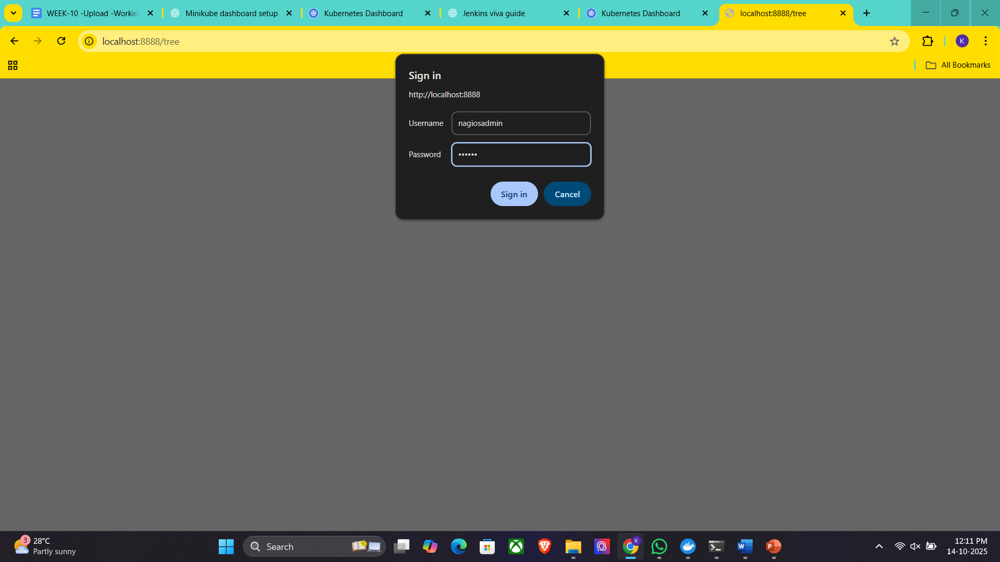 WEEK-10 -Upload -Workin
Minikube dashboard setup
Kubernetes Dashboard
Jenkins viva guide
Kubernetes Dashboard
localhost:8888/tree
localhost:8888/tree
K
All Bookmarks
Sign in
http://localhost:8888
Username
nagiosadmin
Password
••••••
Sign in
Cancel
3
28°C
Partly sunny
Search
K
W
P
12:11 PM
14-10-2025